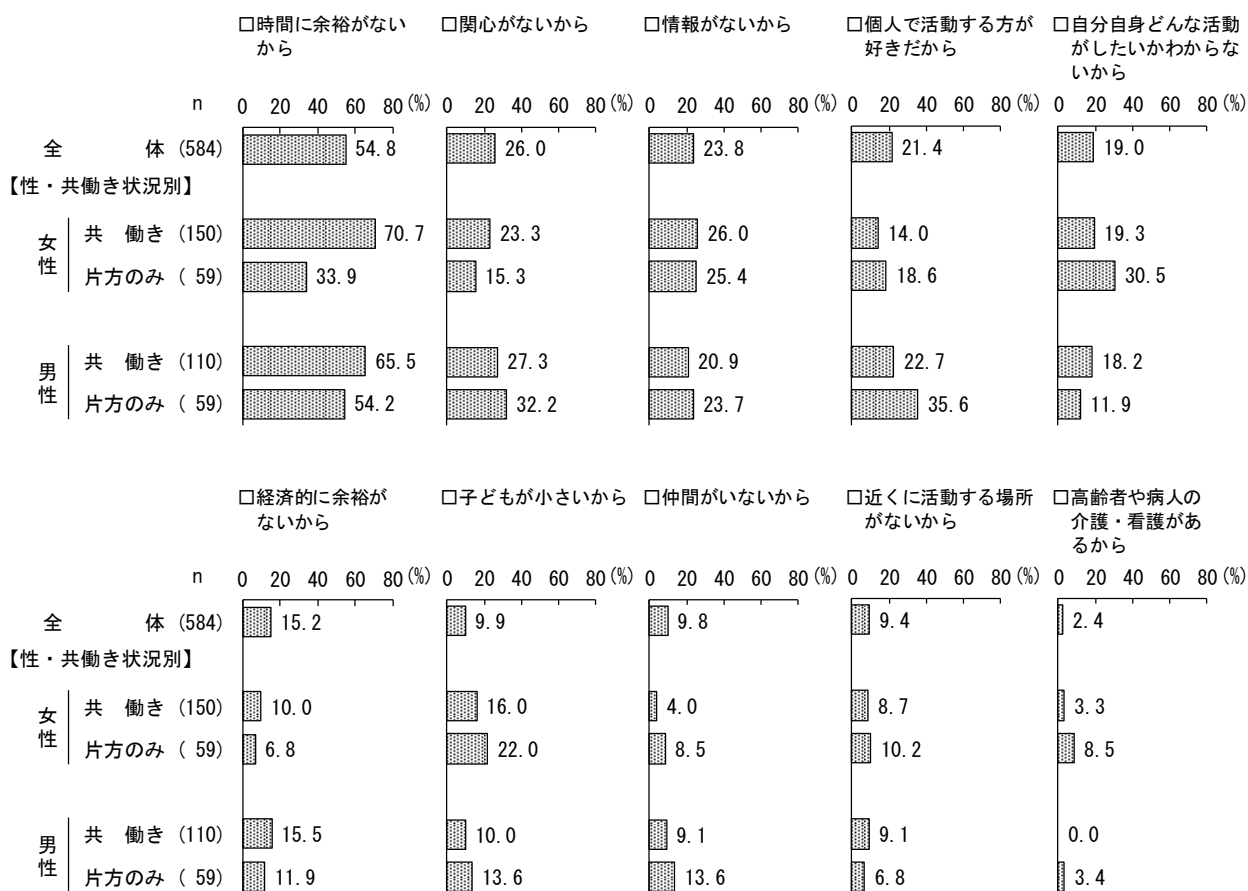 □時間に余裕がない
から
□関心がないから
□情報がないから
□個人で活動する方が
好きだから
□自分自身どんな活動
がしたいかわからな
いから
n 0 20 40 60 80 (%) 0 20 40 60 80 (%) 0 20 40 60 80 (%) 0 20 40 60 80 (%) 0 20 40 60 80 (%)
全 体 (584) 54.8 26.0 23.8 21.4 19.0
【性・共働き状況別】
女性 共 働き (150) 70.7 23.3 26.0 14.0 19.3
片方のみ ( 59) 33.9 15.3 25.4 18.6 30.5
男性 共 働き (110) 65.5 27.3 20.9 22.7 18.2
片方のみ ( 59) 54.2 32.2 23.7 35.6 11.9
□経済的に余裕が
ないから
□子どもが小さいから
□仲間がいないから
□近くに活動する場所
がないから
□高齢者や病人の
介護・看護があ
るから
n 0 20 40 60 80 (%) 0 20 40 60 80 (%) 0 20 40 60 80 (%) 0 20 40 60 80 (%) 0 20 40 60 80 (%)
全 体 (584) 15.2 9.9 9.8 9.4 2.4
【性・共働き状況別】
女性 共 働き (150) 10.0 16.0 4.0 8.7 3.3
片方のみ ( 59) 6.8 22.0 8.5 10.2 8.5
男性 共 働き (110) 15.5 10.0 9.1 9.1 0.0
片方のみ ( 59) 11.9 13.6 13.6 6.8 3.4